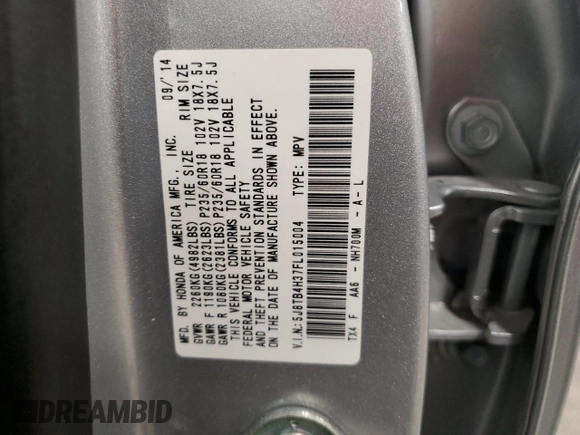 MFD. BY HONDA OF AMERICA MFG., INC. 09/'14
GVWR 2260KG(4982LBS) TIRE SIZE RIM SIZE
GAWR F 1190KG(2623LBS) P235/60R18 102V 18X7.5J
GAWR R 1080KG(2381LBS) P235/60R18 102V 18X7.5J
THIS VEHICLE CONFORMS TO ALL APPLICABLE
FEDERAL MOTOR VEHICLE SAFETY
AND THEFT PREVENTION STANDARDS IN EFFECT
ON THE DATE OF MANUFACTURE SHOWN ABOVE.
V.I.N.:5J8TB4H37FL015004 TYPE: MPV
TX4 F AA6 - NH700M - A - L
DREAMBID